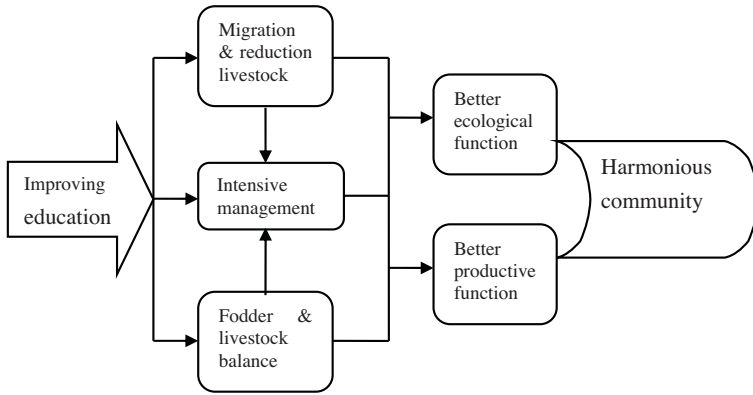 Improving
education
Migration
& reduction
livestock
Intensive
management
Fodder &
livestock
balance
Better
ecological
function
Better
productive
function
Harmonious
community